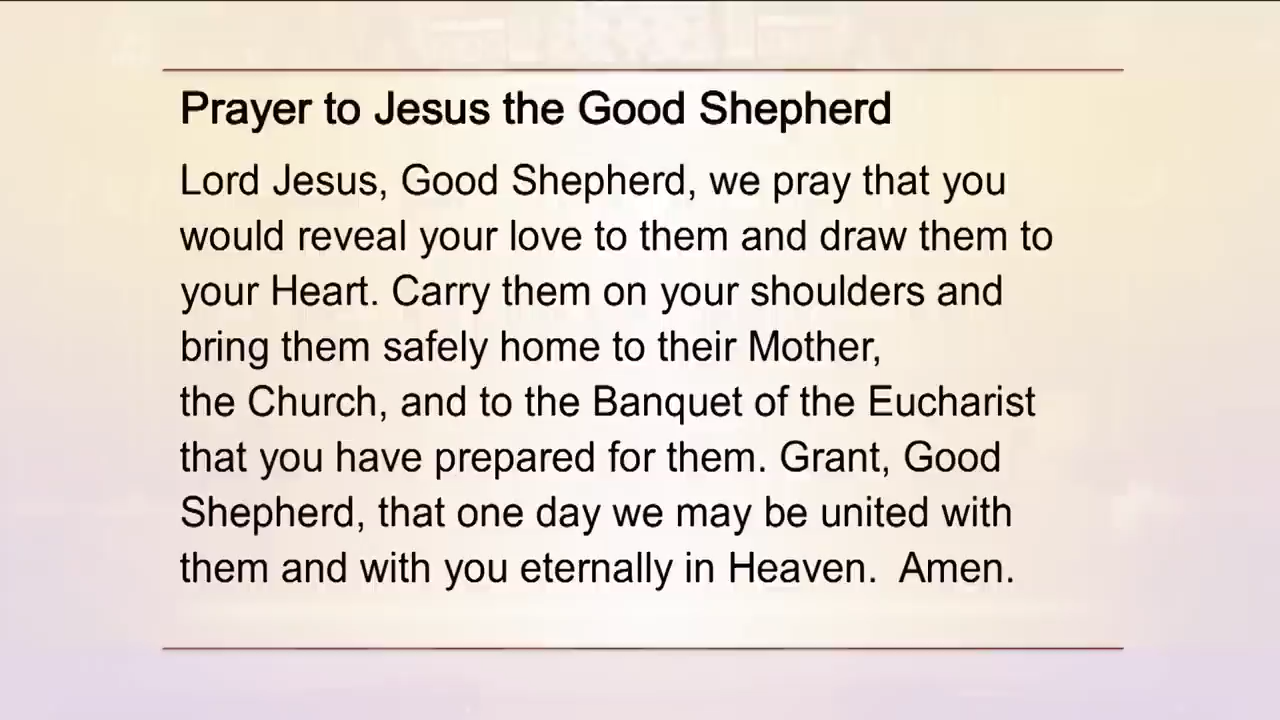 Prayer to Jesus the Good Shepherd
Lord Jesus, Good Shepherd, we pray that you
would reveal your love to them and draw them to
your Heart. Carry them on your shoulders and
bring them safely home to their Mother,
the Church, and to the Banquet of the Eucharist
that you have prepared for them. Grant, Good
Shepherd, that one day we may be united with
them and with you eternally in Heaven.  Amen.